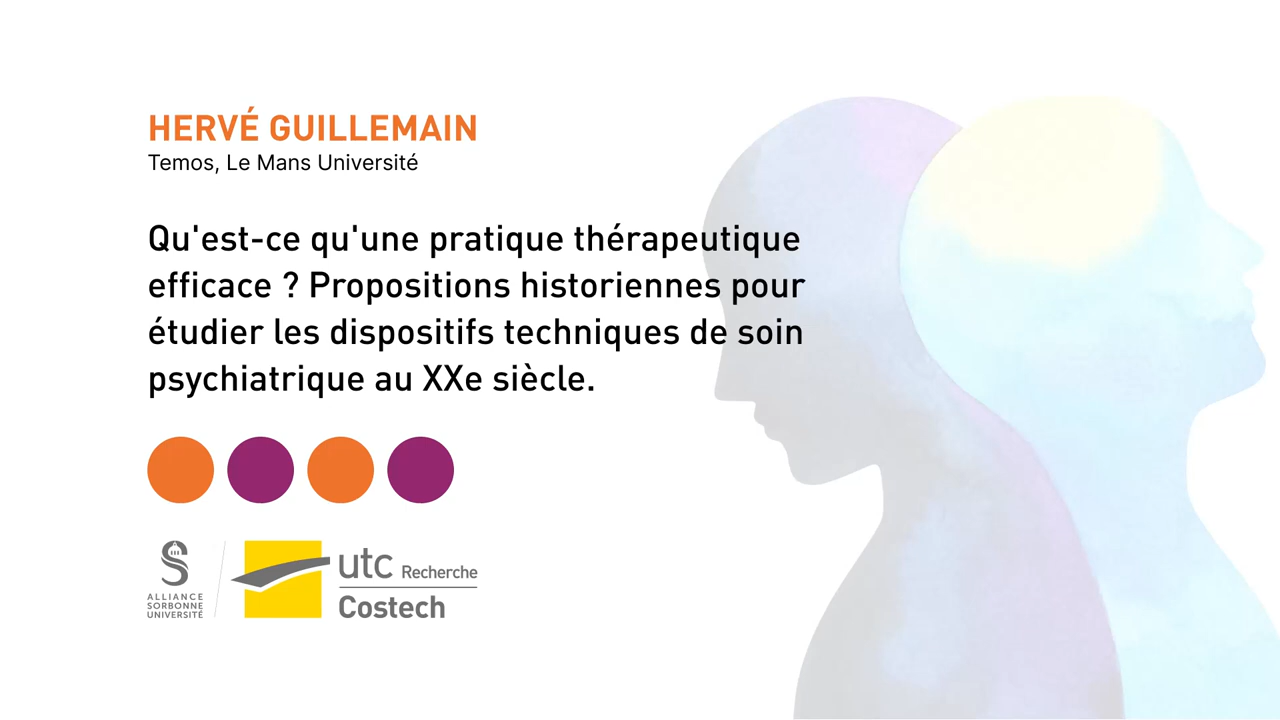 HERVÉ GUILLEMAIN
Temos, Le Mans Université
Qu'est-ce qu'une pratique thérapeutique
efficace ? Propositions historiennes pour
étudier les dispositifs techniques de soin
psychiatrique au XXe siècle.
ALLIANCE
SORBONNE
UNIVERSITÉ
utc Recherche
Costech